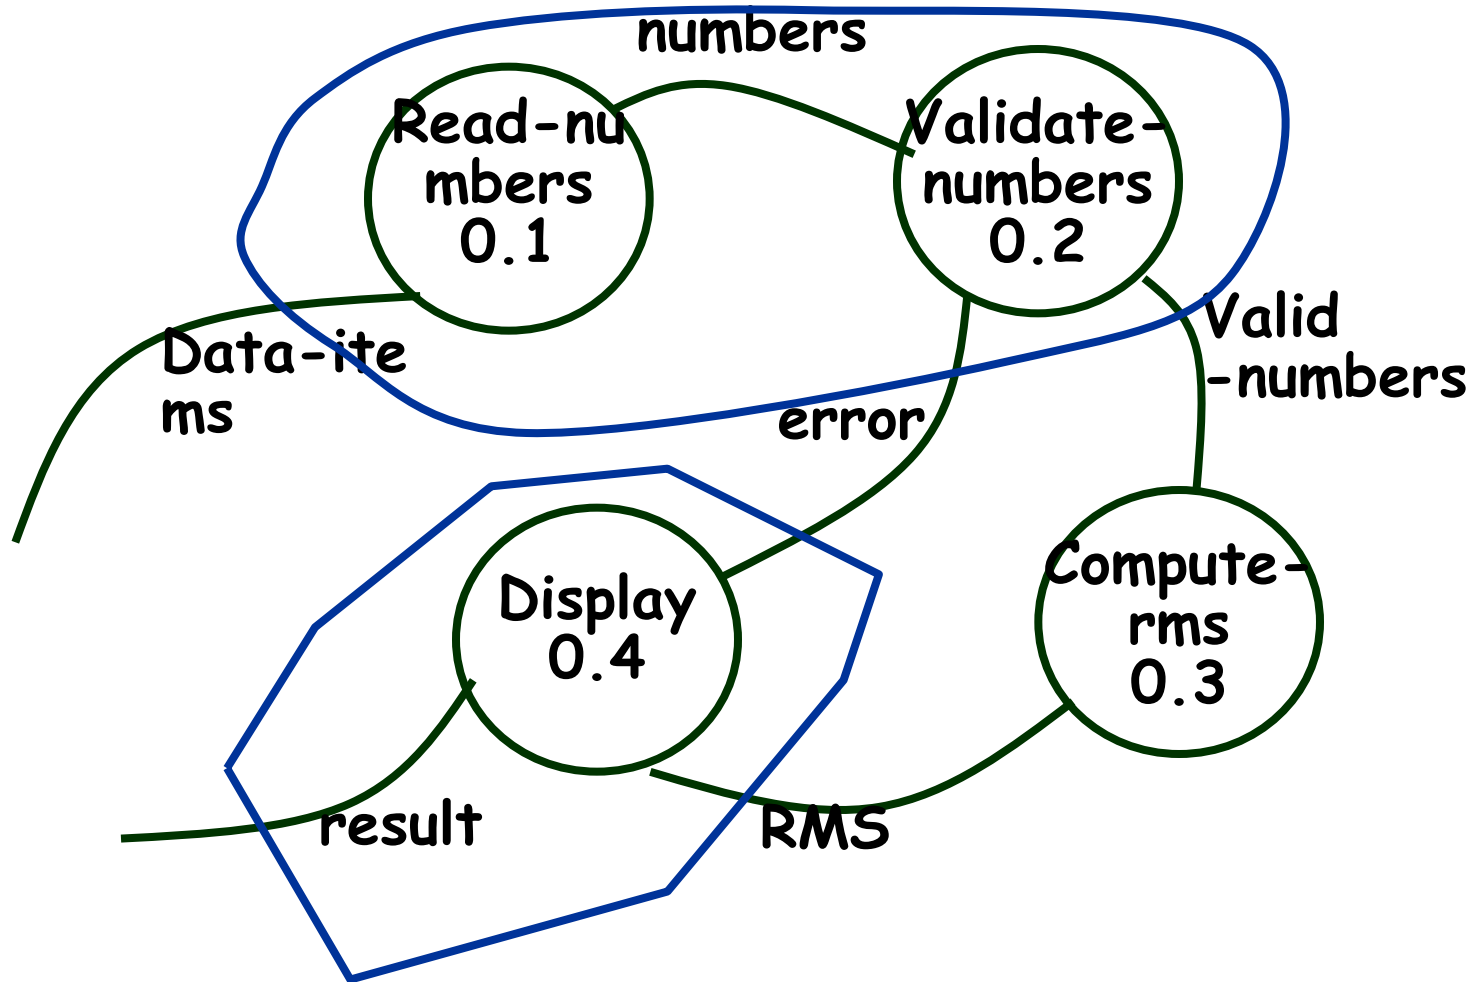 numbers
Read-nu
mbers
0.1
Validate-
numbers
0.2
Data-ite
ms
Valid
-numbers
error
Display
0.4
Compute-
rms
0.3
result
RMS